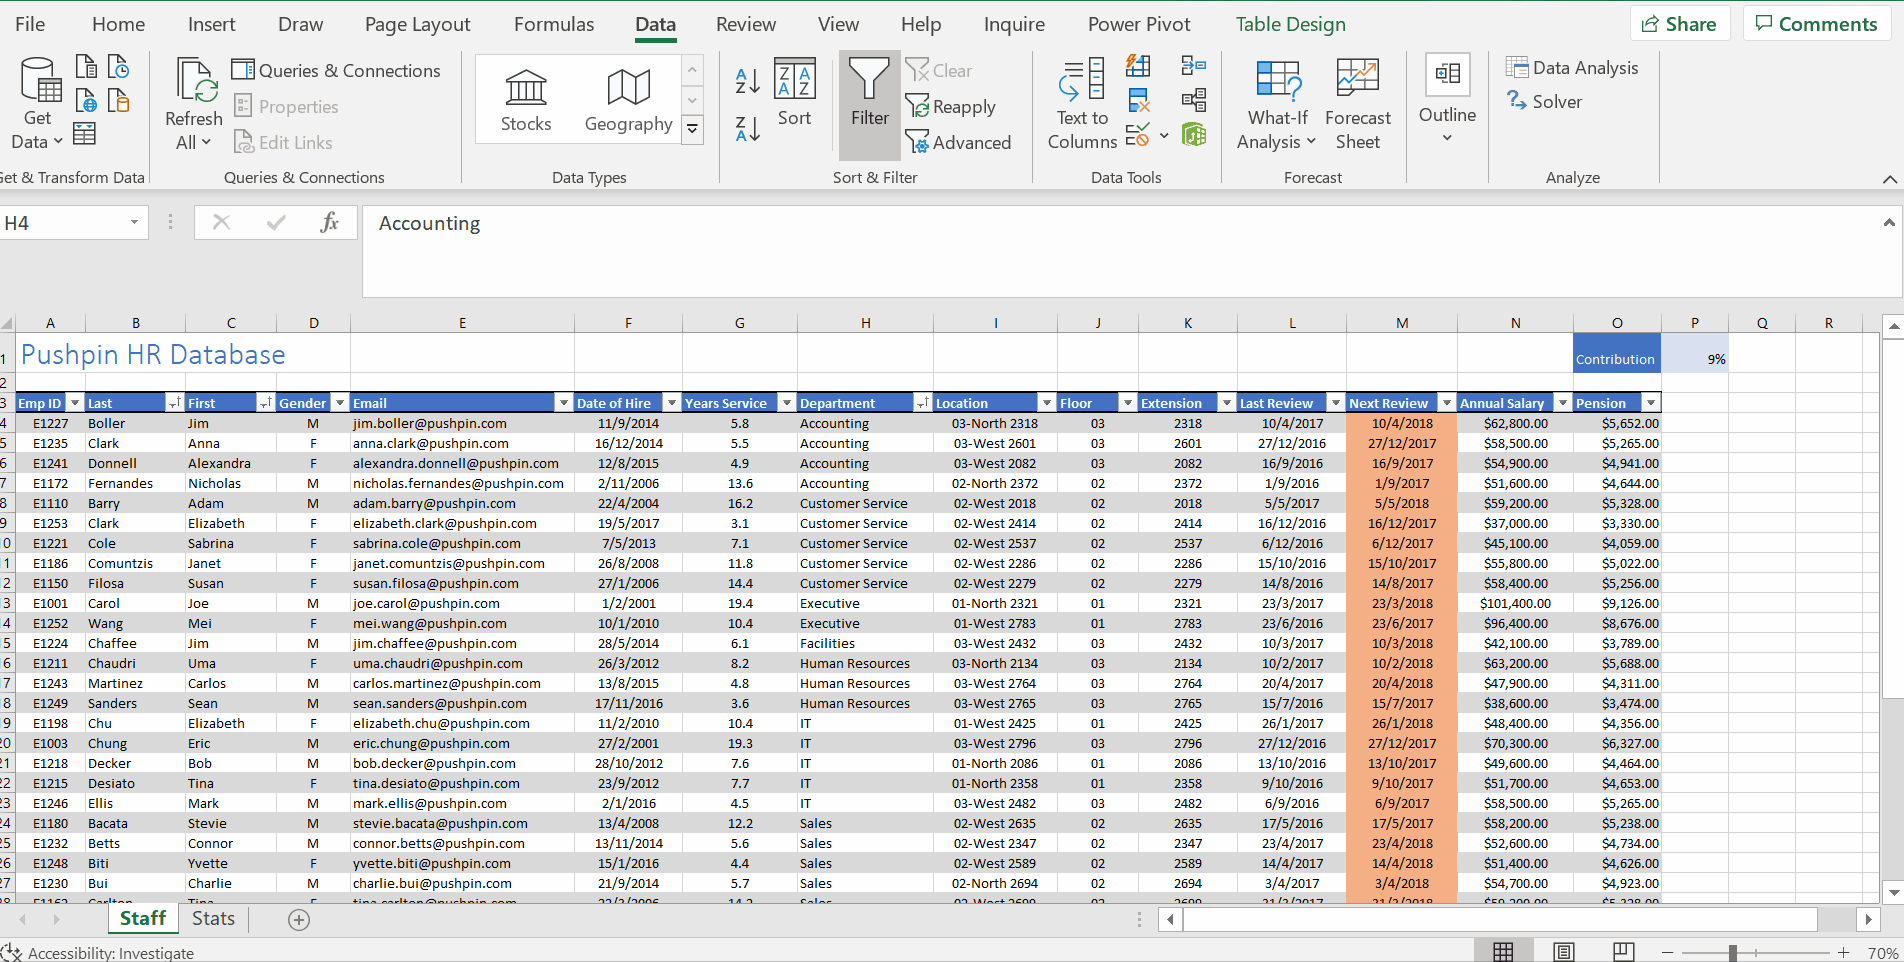 File Home Insert Draw Page Layout Formulas Data Review View Help Inquire Power Pivot Table Design Share Comments
Get Data
Refresh All
Queries & Connections
Properties
Edit Links
Stocks Geography
Sort
Filter
Clear
Reapply
Advanced
Text to Columns
What-If Analysis
Forecast Sheet
Outline
Data Analysis
Solver
Get & Transform Data Queries & Connections Data Types Sort & Filter Data Tools Forecast Analyze
H4 fx Accounting
A B C D E F G H I J K L M N O P Q R
1 Pushpin HR Database Contribution 9%
2
3 Emp ID Last First Gender Email Date of Hire Years Service Department Location Floor Extension Last Review Next Review Annual Salary Pension
4 E1227 Boller Jim M jim.boller@pushpin.com 11/9/2014 5.8 Accounting 03-North 2318 03 2318 10/4/2017 10/4/2018 $62,800.00 $5,652.00
5 E1235 Clark Anna F anna.clark@pushpin.com 16/12/2014 5.5 Accounting 03-West 2601 03 2601 27/12/2016 27/12/2017 $58,500.00 $5,265.00
6 E1241 Donnell Alexandra F alexandra.donnell@pushpin.com 12/8/2015 4.9 Accounting 03-West 2082 03 2082 16/9/2016 16/9/2017 $54,900.00 $4,941.00
7 E1172 Fernandes Nicholas M nicholas.fernandes@pushpin.com 2/11/2006 13.6 Accounting 02-North 2372 02 2372 1/9/2016 1/9/2017 $51,600.00 $4,644.00
8 E1110 Barry Adam M adam.barry@pushpin.com 22/4/2004 16.2 Customer Service 02-West 2018 02 2018 5/5/2017 5/5/2018 $59,200.00 $5,328.00
9 E1253 Clark Elizabeth F elizabeth.clark@pushpin.com 19/5/2017 3.1 Customer Service 02-West 2414 02 2414 16/12/2016 16/12/2017 $37,000.00 $3,330.00
10 E1221 Cole Sabrina F sabrina.cole@pushpin.com 7/5/2013 7.1 Customer Service 02-West 2537 02 2537 6/12/2016 6/12/2017 $45,100.00 $4,059.00
11 E1186 Comuntzis Janet F janet.comuntzis@pushpin.com 26/8/2008 11.8 Customer Service 02-West 2286 02 2286 15/10/2016 15/10/2017 $55,800.00 $5,022.00
12 E1150 Filosa Susan F susan.filosa@pushpin.com 27/1/2006 14.4 Customer Service 02-West 2279 02 2279 14/8/2016 14/8/2017 $58,400.00 $5,256.00
13 E1001 Carol Joe M joe.carol@pushpin.com 1/2/2001 19.4 Executive 01-North 2321 01 2321 23/3/2017 23/3/2018 $101,400.00 $9,126.00
14 E1252 Wang Mei F mei.wang@pushpin.com 10/1/2010 10.4 Executive 01-West 2783 01 2783 23/6/2016 23/6/2017 $96,400.00 $8,676.00
15 E1224 Chaffee Jim M jim.chaffee@pushpin.com 28/5/2014 6.1 Facilities 03-West 2432 03 2432 10/3/2017 10/3/2018 $42,100.00 $3,789.00
16 E1211 Chaudri Uma F uma.chaudri@pushpin.com 26/3/2012 8.2 Human Resources 03-North 2134 03 2134 10/2/2017 10/2/2018 $63,200.00 $5,688.00
17 E1243 Martinez Carlos M carlos.martinez@pushpin.com 13/8/2015 4.8 Human Resources 03-West 2764 03 2764 20/4/2017 20/4/2018 $47,900.00 $4,311.00
18 E1249 Sanders Sean M sean.sanders@pushpin.com 17/11/2016 3.6 Human Resources 03-West 2765 03 2765 15/7/2016 15/7/2017 $38,600.00 $3,474.00
19 E1198 Chu Elizabeth F elizabeth.chu@pushpin.com 11/2/2010 10.4 IT 01-West 2425 01 2425 26/1/2017 26/1/2018 $48,400.00 $4,356.00
20 E1003 Chung Eric M eric.chung@pushpin.com 27/2/2001 19.3 IT 03-West 2796 03 2796 27/12/2016 27/12/2017 $70,300.00 $6,327.00
21 E1218 Decker Bob M bob.decker@pushpin.com 28/10/2012 7.6 IT 01-North 2086 01 2086 13/10/2016 13/10/2017 $49,600.00 $4,464.00
22 E1215 Desiato Tina F tina.desiato@pushpin.com 23/9/2012 7.7 IT 01-North 2358 01 2358 9/10/2016 9/10/2017 $51,700.00 $4,653.00
23 E1246 Ellis Mark M mark.ellis@pushpin.com 2/1/2016 4.5 IT 03-West 2482 03 2482 6/9/2016 6/9/2017 $58,500.00 $5,265.00
24 E1180 Bacata Stevie M stevie.bacata@pushpin.com 13/4/2008 12.2 Sales 02-West 2635 02 2635 17/5/2016 17/5/2017 $58,200.00 $5,238.00
25 E1232 Betts Connor M connor.betts@pushpin.com 13/11/2014 5.6 Sales 02-West 2347 02 2347 23/4/2017 23/4/2018 $52,600.00 $4,734.00
26 E1248 Biti Yvette F yvette.biti@pushpin.com 15/1/2016 4.4 Sales 02-West 2589 02 2589 14/4/2017 14/4/2018 $51,400.00 $4,626.00
27 E1230 Bui Charlie M charlie.bui@pushpin.com 21/9/2014 5.7 Sales 02-North 2694 02 2694 3/4/2017 3/4/2018 $54,700.00 $4,923.00
Staff Stats
Accessibility: Investigate 70%